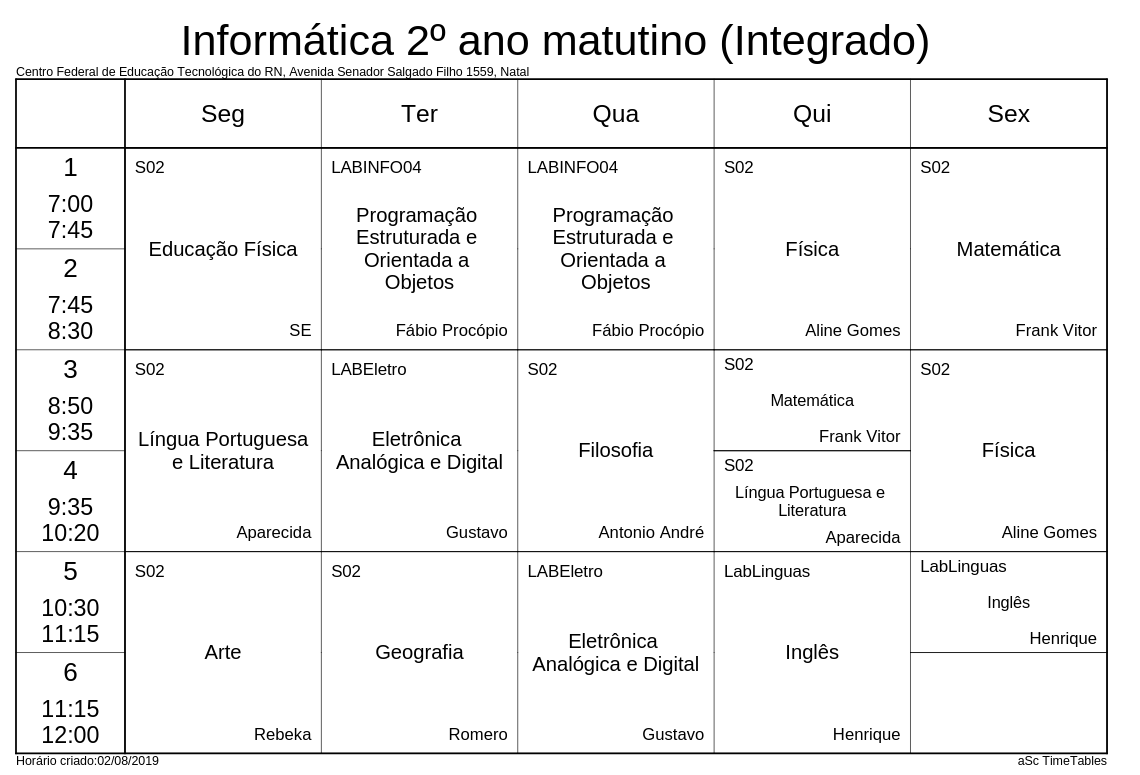 Informática 2º ano matutino (Integrado)
Centro Federal de Educação Tecnológica do RN, Avenida Senador Salgado Filho 1559, Natal
Seg
Ter
Qua
Qui
Sex
1
7:00
7:45
2
7:45
8:30
S02
Educação Física
SE
LABINFO04
Programação
Estruturada e
Orientada a
Objetos
Fábio Procópio
LABINFO04
Programação
Estruturada e
Orientada a
Objetos
Fábio Procópio
S02
Física
Aline Gomes
S02
Matemática
Frank Vitor
3
8:50
9:35
4
9:35
10:20
S02
Língua Portuguesa
e Literatura
Aparecida
LABEletro
Eletrônica
Analógica e Digital
Gustavo
S02
Filosofia
Antonio André
S02
Matemática
Frank Vitor
S02
Língua Portuguesa e
Literatura
Aparecida
S02
Física
Aline Gomes
5
10:30
11:15
6
11:15
12:00
S02
Arte
Rebeka
S02
Geografia
Romero
LABEletro
Eletrônica
Analógica e Digital
Gustavo
LabLinguas
Inglês
Henrique
LabLinguas
Inglês
Henrique
Horário criado:02/08/2019
aSc TimeTables